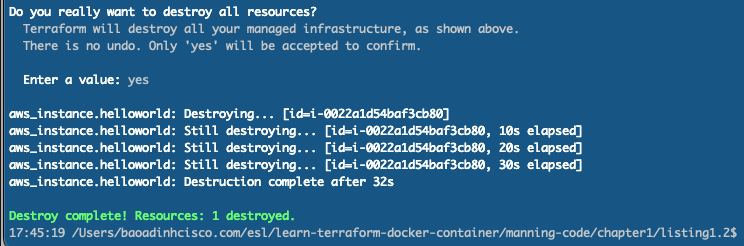 Do you really want to destroy all resources?
Terraform will destroy all your managed infrastructure, as shown above.
There is no undo. Only 'yes' will be accepted to confirm.
Enter a value: yes
aws_instance.helloworld: Destroying... [id=i-0022a1d54baf3cb80]
aws_instance.helloworld: Still destroying... [id=i-0022a1d54baf3cb80, 10s elapsed]
aws_instance.helloworld: Still destroying... [id=i-0022a1d54baf3cb80, 20s elapsed]
aws_instance.helloworld: Still destroying... [id=i-0022a1d54baf3cb80, 30s elapsed]
aws_instance.helloworld: Destruction complete after 32s
Destroy complete! Resources: 1 destroyed.
17:45:19 /Users/baoadinhcisco.com/esl/learn-terraform-docker-container/manning-code/chapter1/listing1.2$